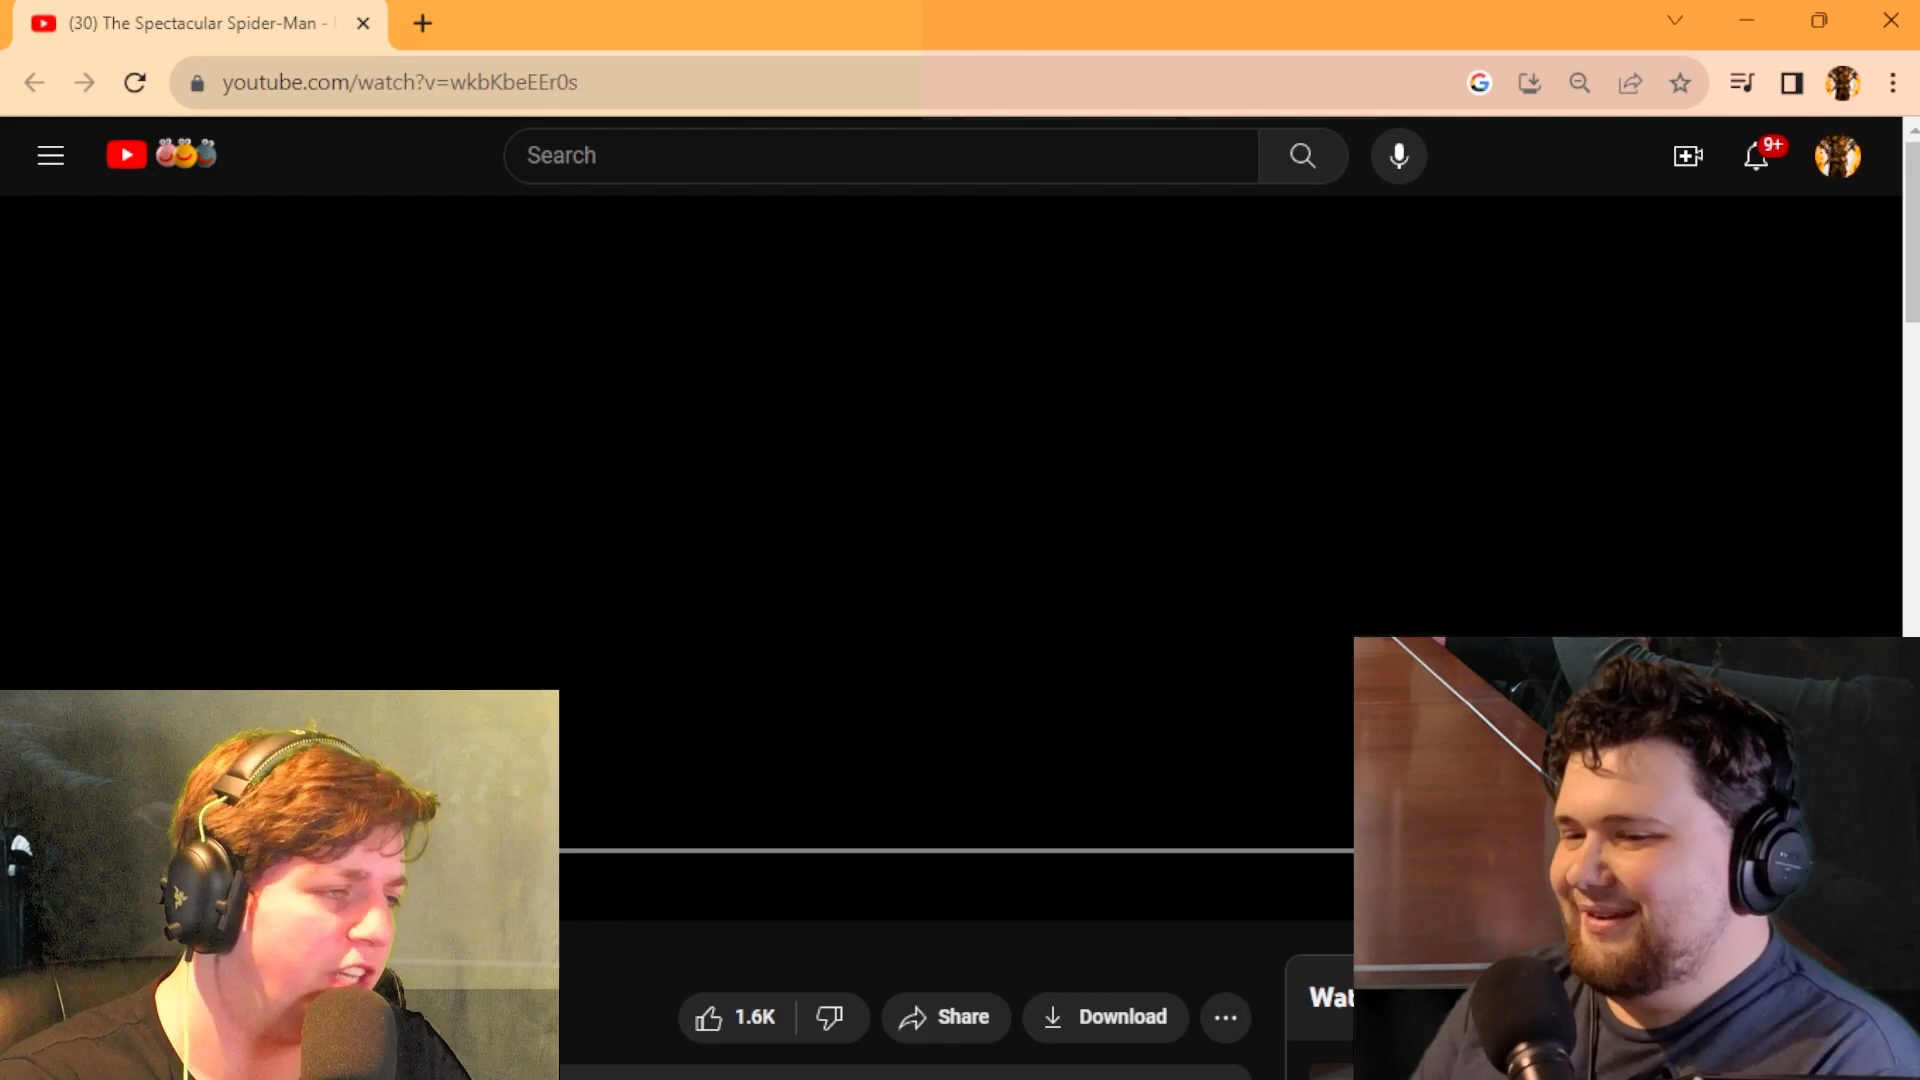 (30) The Spectacular Spider-Man -
youtube.com/watch?v=wkbKbeEEr0s
Search
9+
1.6K
Share
Download
Wat